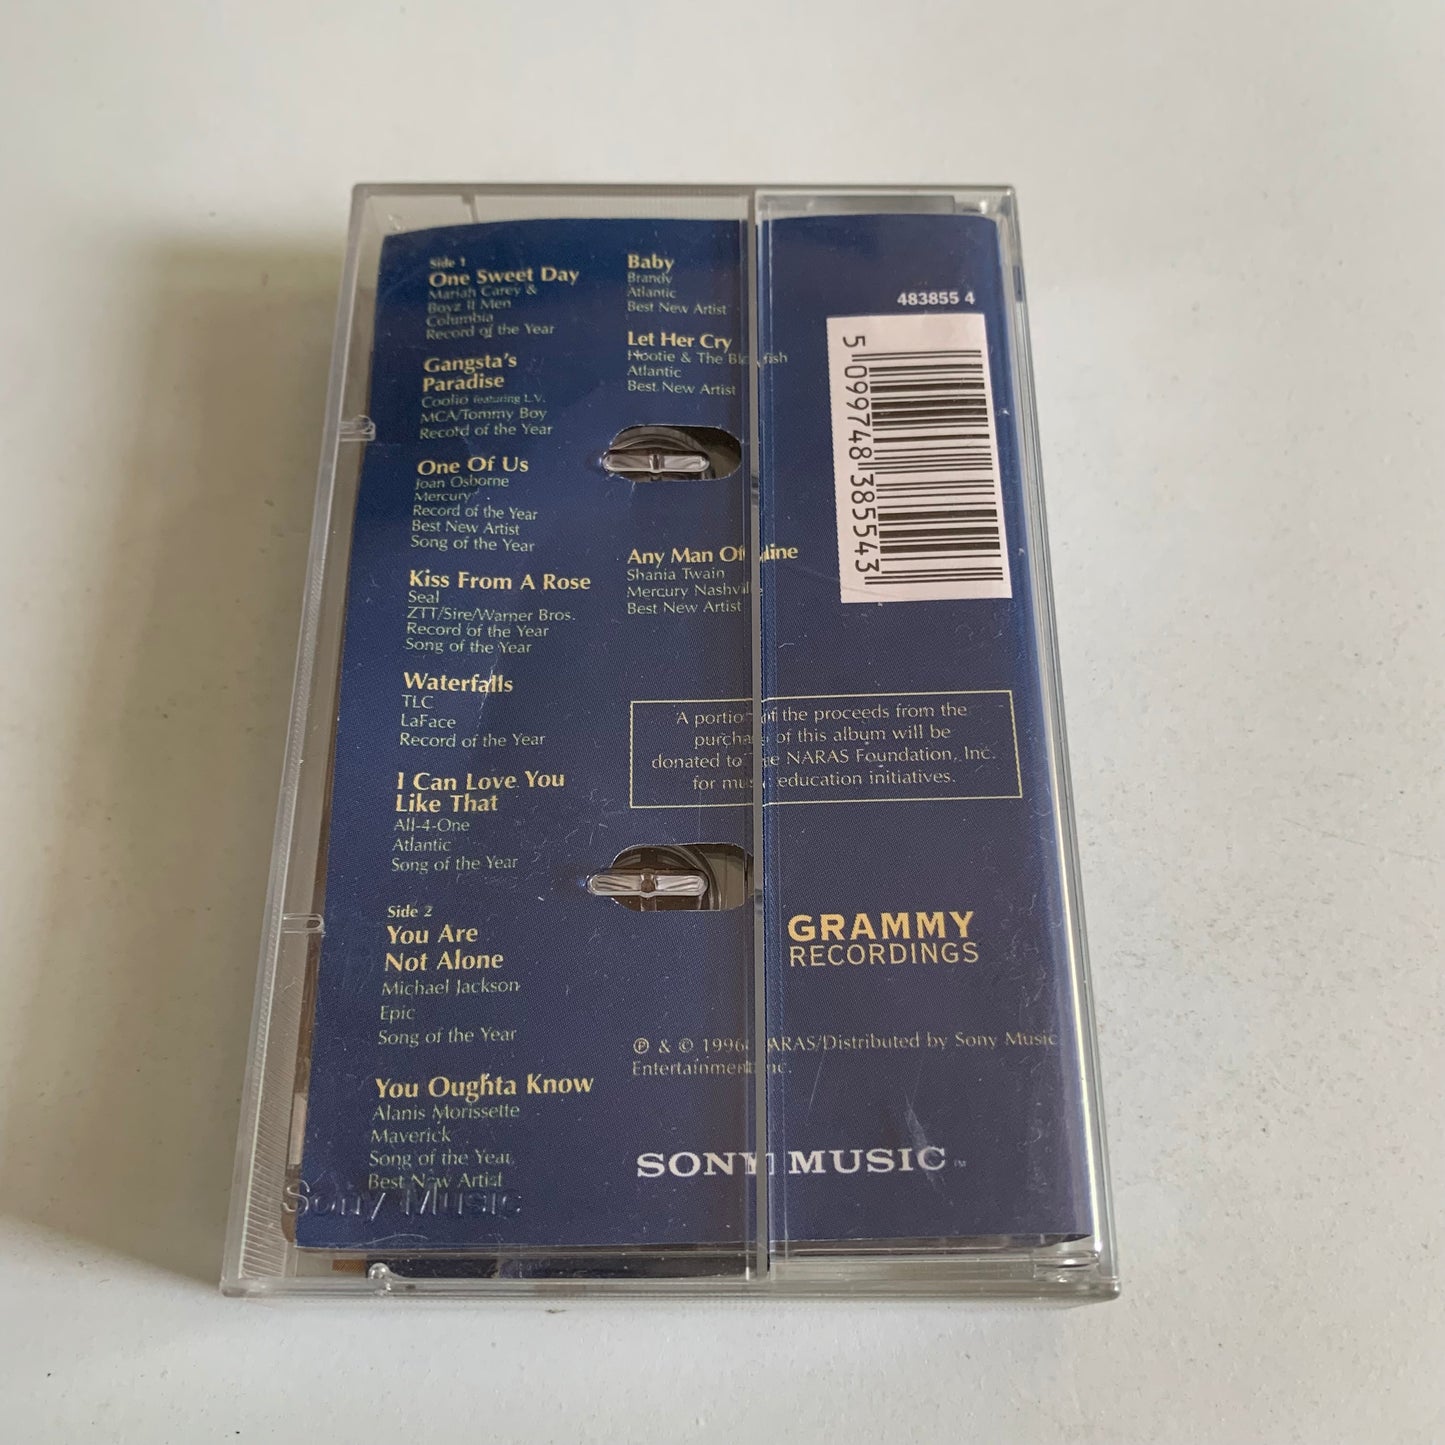 Side 1
One Sweet Day
Mariah Carey &
Boyz II Men
Columbia
Record of the Year
Gangsta's
Paradise
Coolio featuring L.V.
MCA/Tommy Boy
Record of the Year
One Of Us
Joan Osborne
Mercury
Record of the Year
Best New Artist
Song of the Year
Kiss From A Rose
Seal
ZTT/Sire/Warner Bros.
Record of the Year
Song of the Year
Waterfalls
TLC
LaFace
Record of the Year
I Can Love You
Like That
All-4-One
Atlantic
Song of the Year
Side 2
You Are
Not Alone
Michael Jackson
Epic
Song of the Year
You Oughta Know
Alanis Morissette
Maverick
Song of the Year
Best New Artist
Sony Music
Baby
Brandy
Atlantic
Best New Artist
Let Her Cry
Hootie & The Blowfish
Atlantic
Best New Artist
Any Man Of Mine
Shania Twain
Mercury Nashville
Best New Artist
483855 4
5 099748 385543
A portion of the proceeds from the
purchase of this album will be
donated to The NARAS Foundation, Inc.
for music education initiatives.
GRAMMY
RECORDINGS
℗ & © 1996 NARAS/Distributed by Sony Music
Entertainment Inc.
SONY MUSIC™